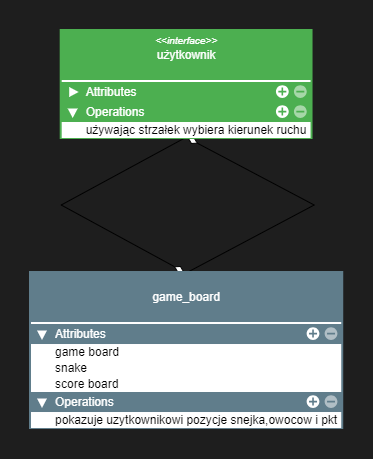 <<interface>>
użytkownik
Attributes
Operations
używając strzałek wybiera kierunek ruchu
game_board
Attributes
game board
snake
score board
Operations
pokazuje uzytkownikowi pozycje snejka,owocow i pkt